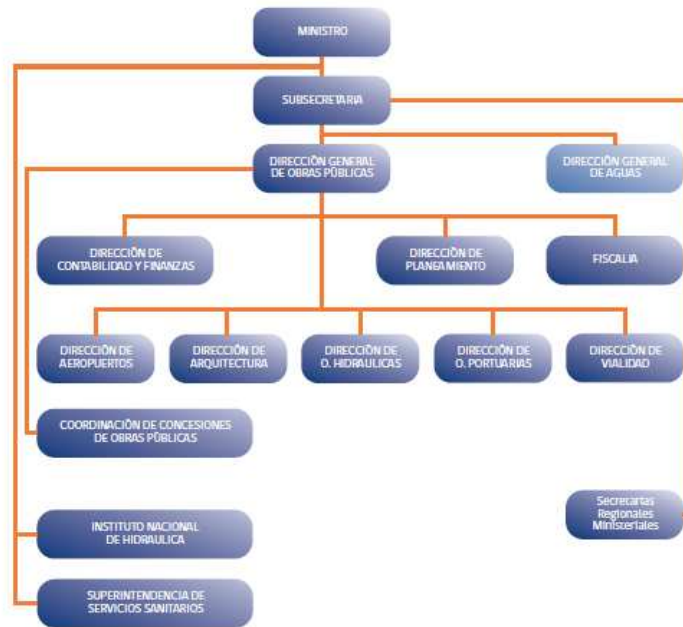 MINISTRO
SUBSECRETARIA
DIRECCIÓN GENERAL
DE OBRAS PÚBLICAS
DIRECCIÓN GENERAL
DE AGUAS
DIRECCIÓN DE
CONTABILIDAD Y FINANZAS
DIRECCIÓN DE
PLANEAMIENTO
FISCALIA
DIRECCIÓN DE
AEROPUERTOS
DIRECCIÓN DE
ARQUITECTURA
DIRECCIÓN DE
O. HIDRAULICAS
DIRECCIÓN DE
O. PORTUARIAS
DIRECCIÓN DE
VIALIDAD
COORDINACIÓN DE CONCESIONES
DE OBRAS PÚBLICAS
INSTITUTO NACIONAL
DE HIDRAULICA
Secrecartas
Regionales
Ministeriales
SUPERINTENDENCIA DE
SERVICIOS SANITARIOS